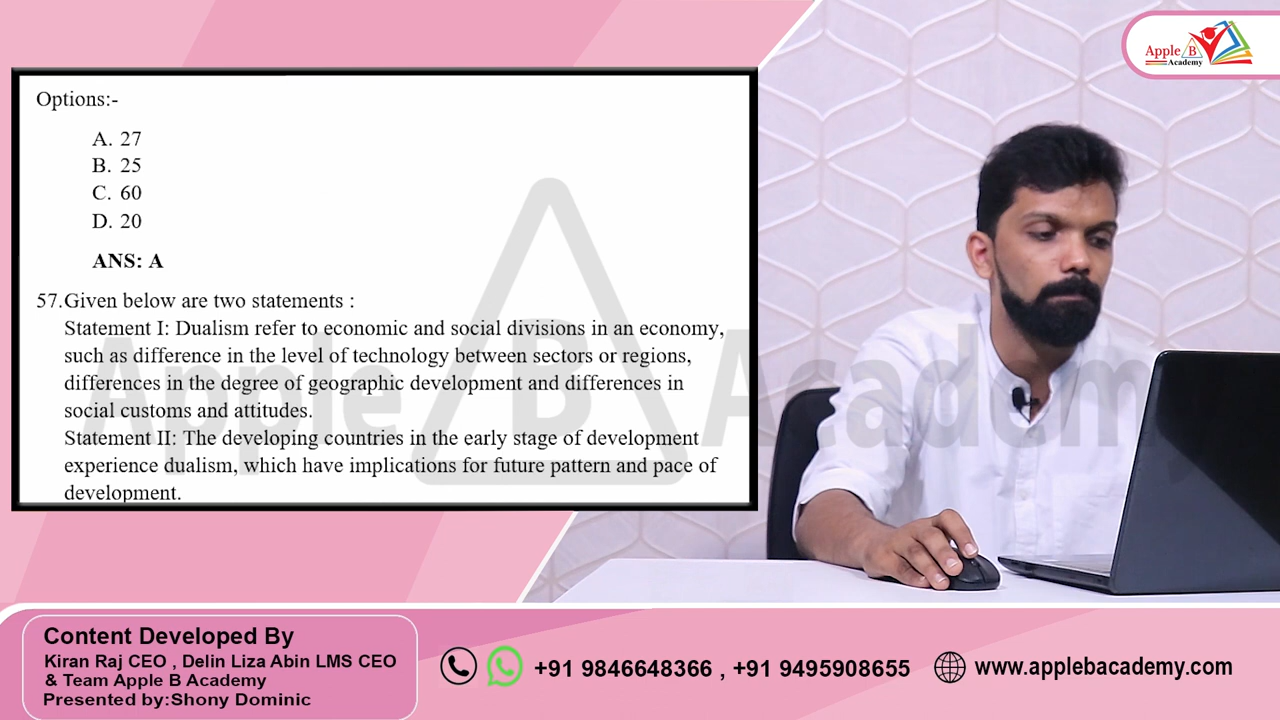 Apple B
Academy
Options:-
A. 27
B. 25
C. 60
D. 20
ANS: A
57.Given below are two statements :
Statement I: Dualism refer to economic and social divisions in an economy,
such as difference in the level of technology between sectors or regions,
differences in the degree of geographic development and differences in
social customs and attitudes.
Statement II: The developing countries in the early stage of development
experience dualism, which have implications for future pattern and pace of
development.
Apple B Academy
Content Developed By
Kiran Raj CEO , Delin Liza Abin LMS CEO
& Team Apple B Academy
Presented by:Shony Dominic
+91 9846648366 , +91 9495908655
www.applebacademy.com